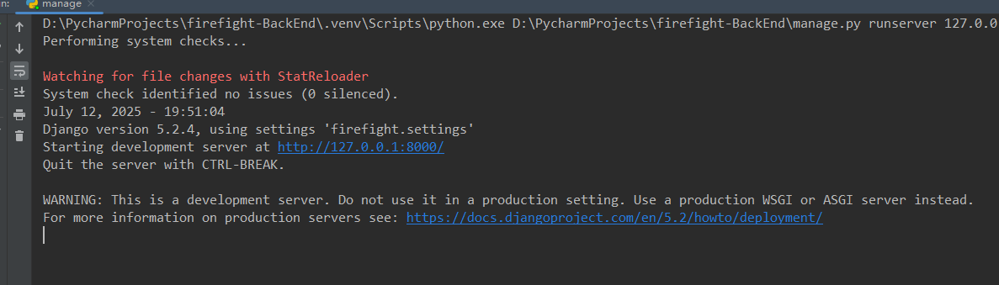 n:
manage
D:\PycharmProjects\firefight-BackEnd\.venv\Scripts\python.exe D:\PycharmProjects\firefight-BackEnd\manage.py runserver 127.0.0
Performing system checks...
Watching for file changes with StatReloader
System check identified no issues (0 silenced).
July 12, 2025 - 19:51:04
Django version 5.2.4, using settings 'firefight.settings'
Starting development server at http://127.0.0.1:8000/
Quit the server with CTRL-BREAK.
WARNING: This is a development server. Do not use it in a production setting. Use a production WSGI or ASGI server instead.
For more information on production servers see: https://docs.djangoproject.com/en/5.2/howto/deployment/